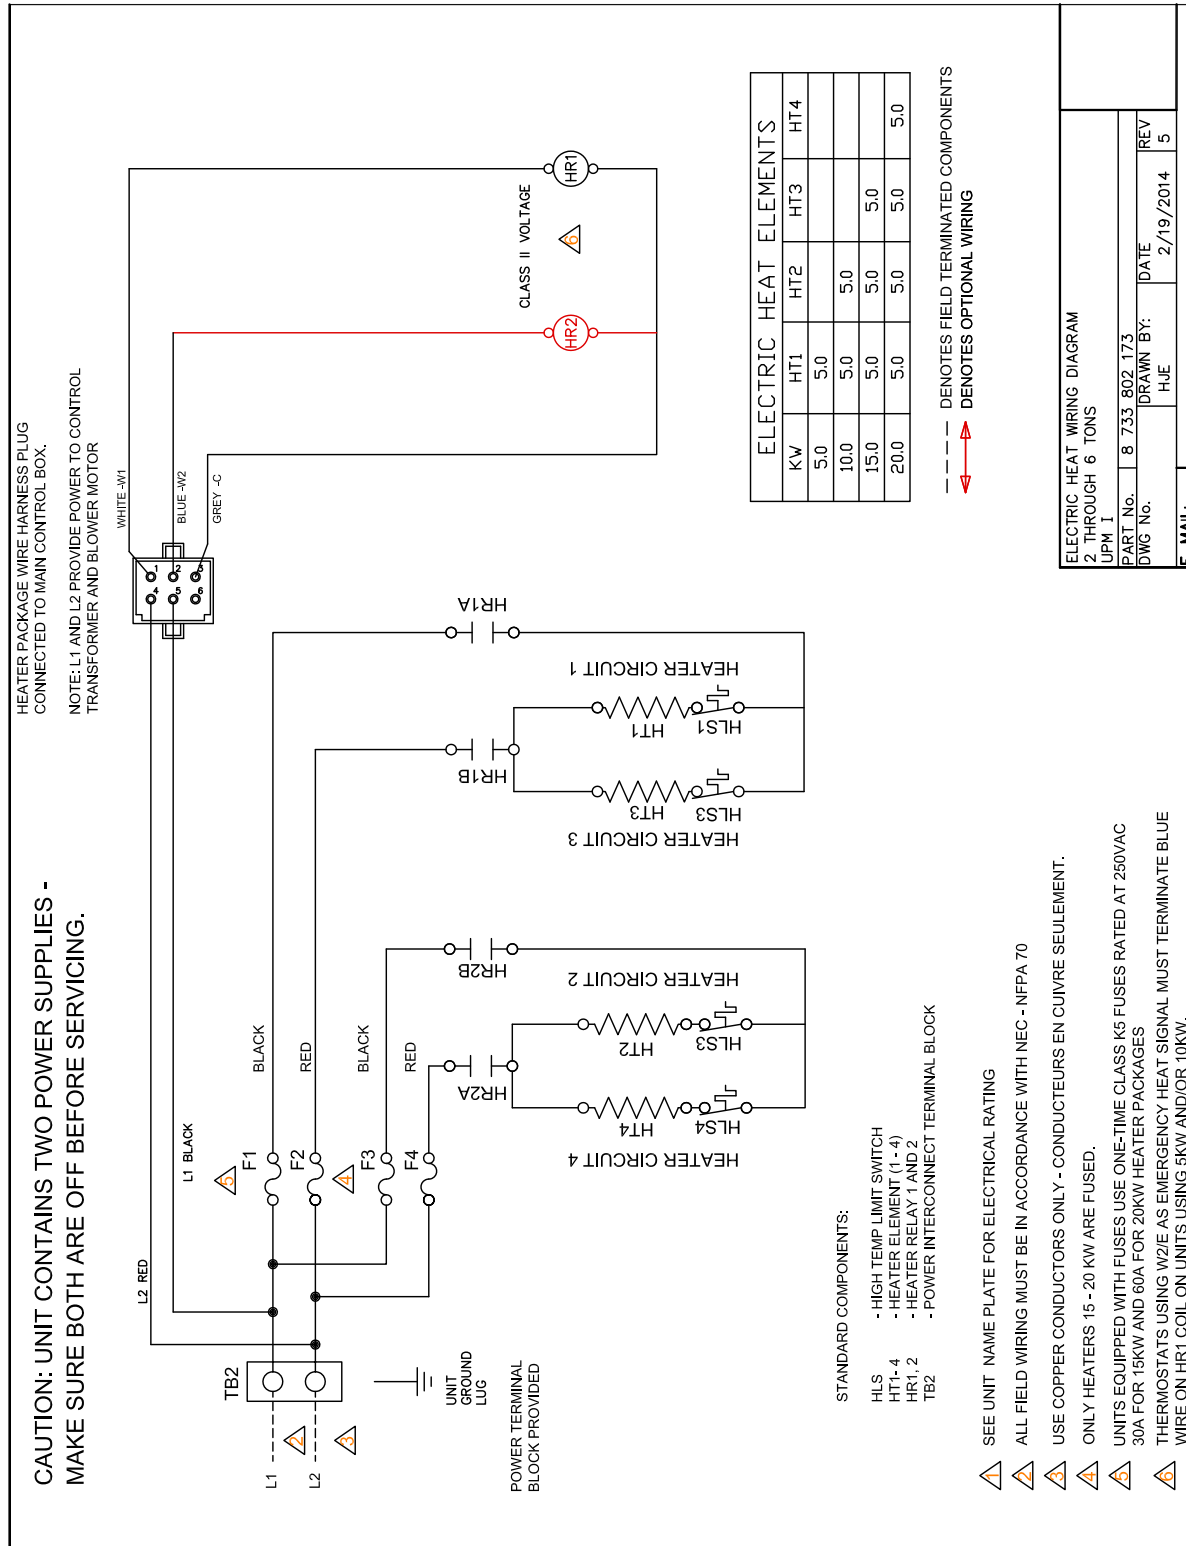 CAUTION: UNIT CONTAINS TWO POWER SUPPLIES -
MAKE SURE BOTH ARE OFF BEFORE SERVICING.
HEATER PACKAGE WIRE HARNESS PLUG
CONNECTED TO MAIN CONTROL BOX.
NOTE: L1 AND L2 PROVIDE POWER TO CONTROL
TRANSFORMER AND BLOWER MOTOR
WHITE -W1
BLUE -W2
GREY -C
1
2
3
4
5
6
L2 RED
L1 BLACK
TB2
L1
L2
2
3
UNIT
GROUND
LUG
POWER TERMINAL
BLOCK PROVIDED
5
4
F1
F2
F3
F4
BLACK
RED
BLACK
RED
HR2B
HR2A
HEATER CIRCUIT 2
HT2
HLS3
HT4
HLS4
HEATER CIRCUIT 4
HR1A
HR1B
HEATER CIRCUIT 1
HT1
HLS1
HT3
HLS3
HEATER CIRCUIT 3
CLASS II VOLTAGE
6
HR1
HR2
ELECTRIC HEAT ELEMENTS
KW HT1 HT2 HT3 HT4
5.0 5.0
10.0 5.0 5.0
15.0 5.0 5.0 5.0
20.0 5.0 5.0 5.0 5.0
DENOTES FIELD TERMINATED COMPONENTS
DENOTES OPTIONAL WIRING
STANDARD COMPONENTS:
HLS - HIGH TEMP LIMIT SWITCH
HT1- 4 - HEATER ELEMENT (1 - 4)
HR1, 2 - HEATER RELAY 1 AND 2
TB2 - POWER INTERCONNECT TERMINAL BLOCK
1 SEE UNIT NAME PLATE FOR ELECTRICAL RATING
2 ALL FIELD WIRING MUST BE IN ACCORDANCE WITH NEC - NFPA 70
3 USE COPPER CONDUCTORS ONLY - CONDUCTEURS EN CUIVRE SEULEMENT.
4 ONLY HEATERS 15 - 20 KW ARE FUSED.
5 UNITS EQUIPPED WITH FUSES USE ONE-TIME CLASS K5 FUSES RATED AT 250VAC
30A FOR 15KW AND 60A FOR 20KW HEATER PACKAGES
6 THERMOSTATS USING W2/E AS EMERGENCY HEAT SIGNAL MUST TERMINATE BLUE
WIRE ON HR1 COIL ON UNITS USING 5KW AND/OR 10KW.
ELECTRIC HEAT WIRING DIAGRAM
2 THROUGH 6 TONS
UPM I
PART No. 8 733 802 173
DWG No. DRAWN BY: DATE REV
HJE 2/19/2014 5